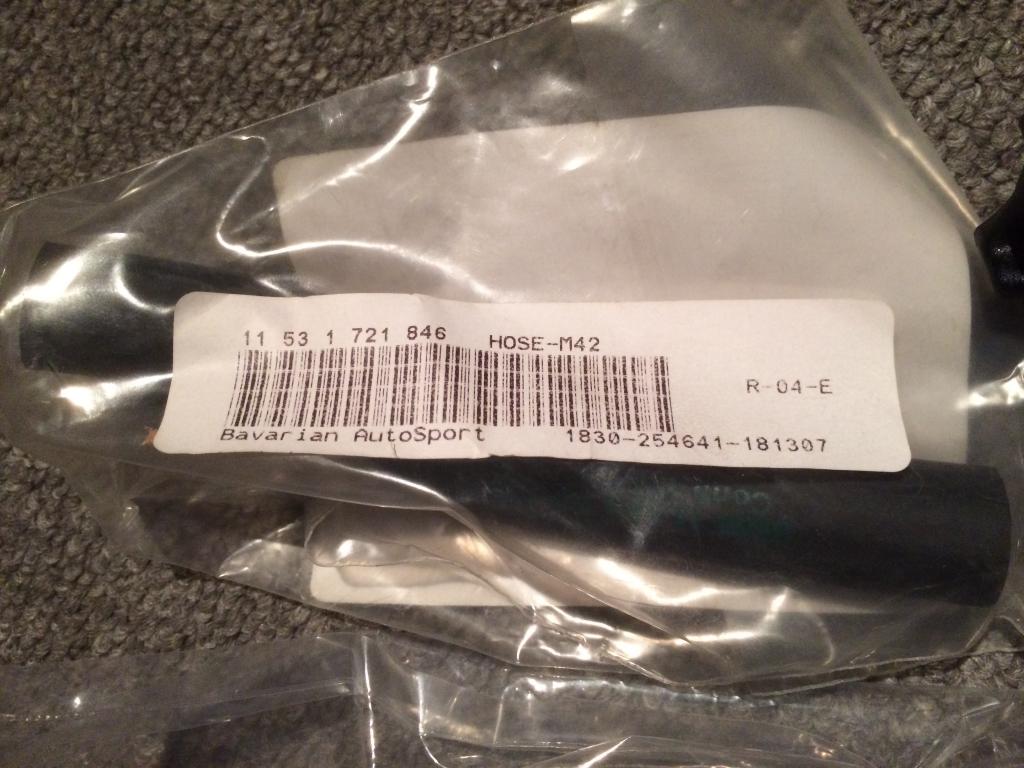 11 53 1 721 846 HOSE-M42
R-04-E
Bavarian AutoSport 1830-254641-181307